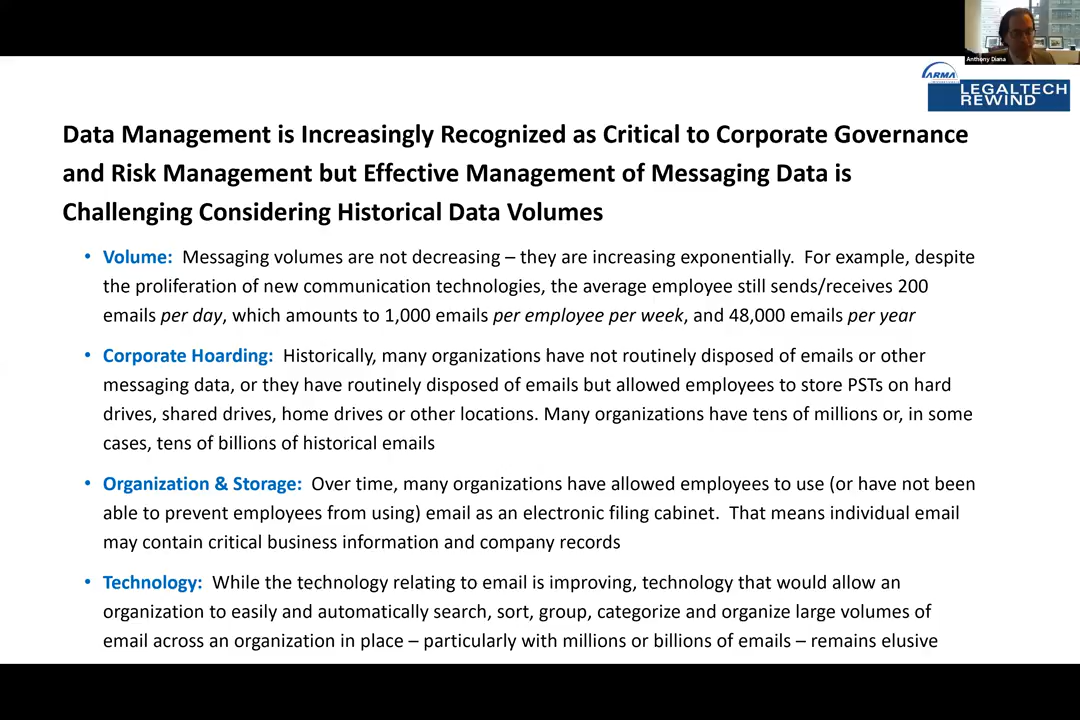 Anthony Diana
ARMA
LEGALTECH
REWIND
Data Management is Increasingly Recognized as Critical to Corporate Governance
and Risk Management but Effective Management of Messaging Data is
Challenging Considering Historical Data Volumes
• Volume: Messaging volumes are not decreasing – they are increasing exponentially. For example, despite
the proliferation of new communication technologies, the average employee still sends/receives 200
emails per day, which amounts to 1,000 emails per employee per week, and 48,000 emails per year
• Corporate Hoarding: Historically, many organizations have not routinely disposed of emails or other
messaging data, or they have routinely disposed of emails but allowed employees to store PSTs on hard
drives, shared drives, home drives or other locations. Many organizations have tens of millions or, in some
cases, tens of billions of historical emails
• Organization & Storage: Over time, many organizations have allowed employees to use (or have not been
able to prevent employees from using) email as an electronic filing cabinet. That means individual email
may contain critical business information and company records
• Technology: While the technology relating to email is improving, technology that would allow an
organization to easily and automatically search, sort, group, categorize and organize large volumes of
email across an organization in place – particularly with millions or billions of emails – remains elusive